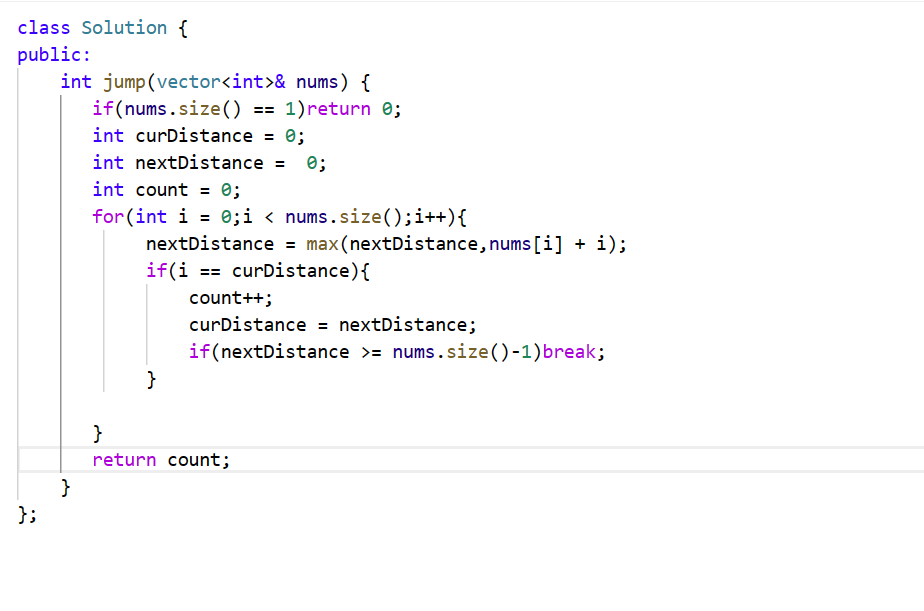 class Solution {
public:
    int jump(vector<int>& nums) {
       if(nums.size() == 1)return 0;
       int curDistance = 0;
       int nextDistance =  0;
       int count = 0;
       for(int i = 0;i < nums.size();i++){
            nextDistance = max(nextDistance,nums[i] + i);
            if(i == curDistance){
                count++;
                curDistance = nextDistance;
                if(nextDistance >= nums.size()-1)break;
            }
       }
       return count;
    }
};